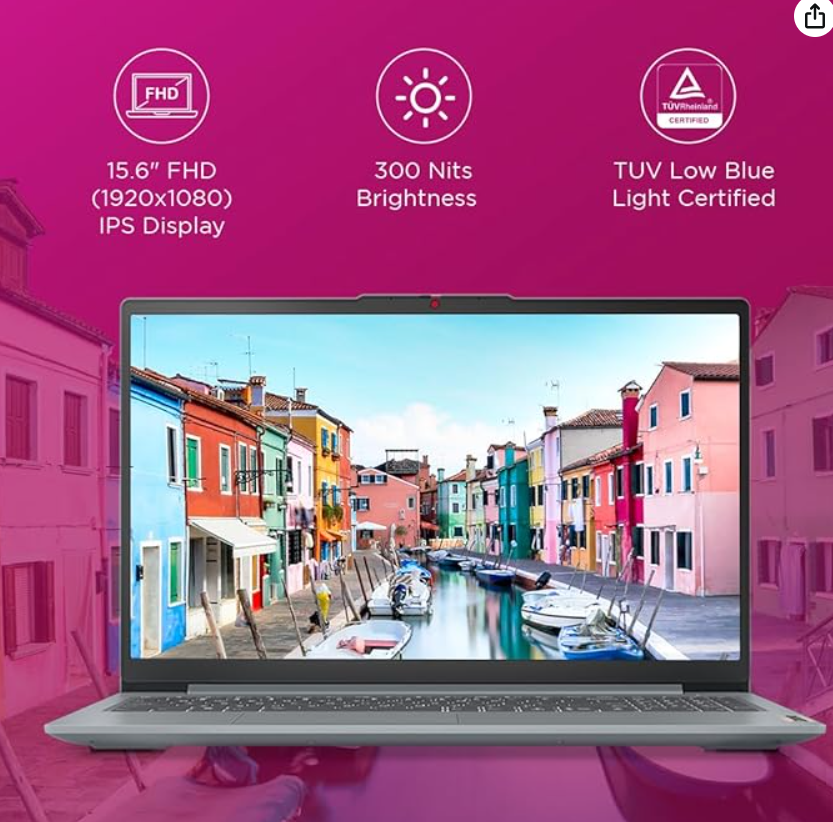 FHD
15.6" FHD
(1920x1080)
IPS Display
300 Nits
Brightness
TÜVRheinland®
CERTIFIED
TUV Low Blue
Light Certified